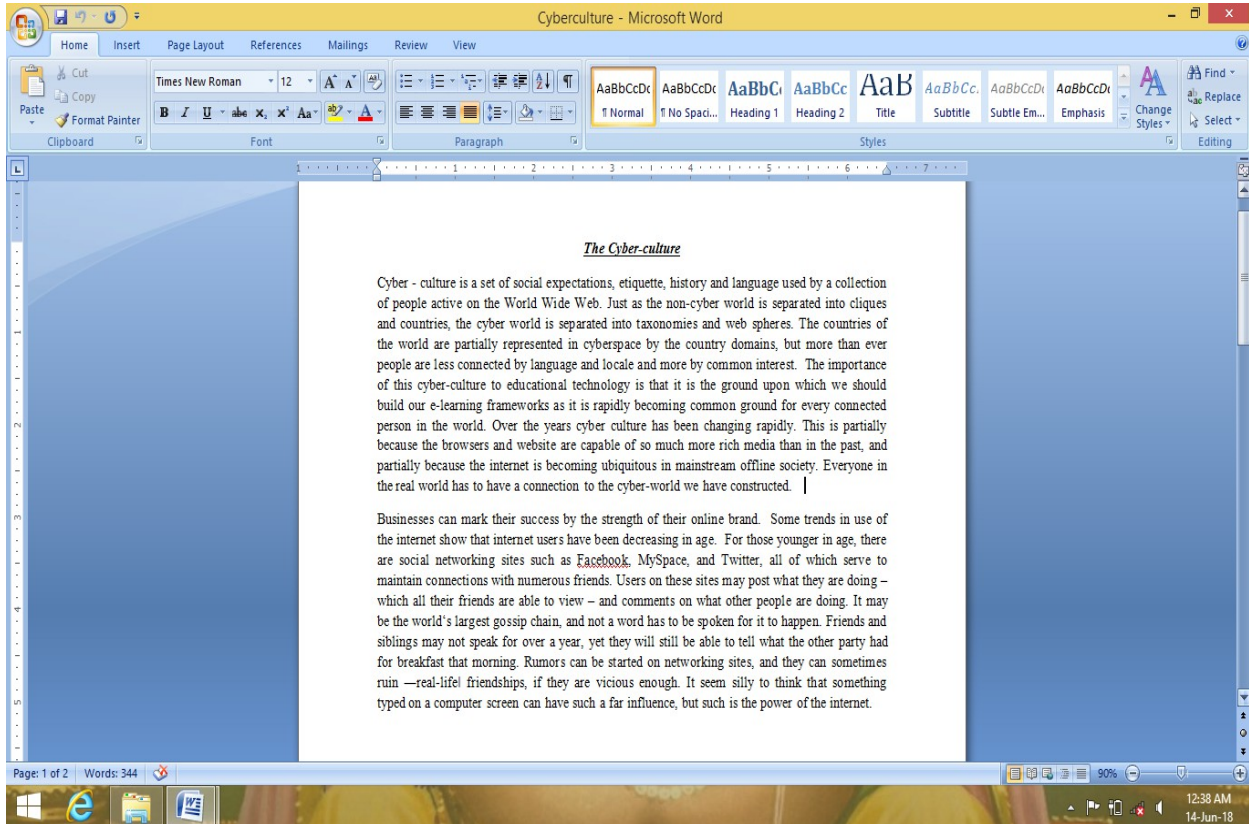 Cyberculture - Microsoft Word
Home Insert Page Layout References Mailings Review View
Cut
Copy
Format Painter
Paste
Clipboard
Times New Roman 12
B I U abc X₂ X² Aa
Font
Paragraph
AaBbCcDc AaBbCcDc AaBbC AaBbCc AaB AaBbCc. AaBbCcDc AaBbCcDc
¶ Normal ¶ No Spaci... Heading 1 Heading 2 Title Subtitle Subtle Em... Emphasis
Change Styles
Styles
Find
Replace
Select
Editing
1 1 2 3 4 5 6 7
The Cyber-culture
Cyber - culture is a set of social expectations, etiquette, history and language used by a collection
of people active on the World Wide Web. Just as the non-cyber world is separated into cliques
and countries, the cyber world is separated into taxonomies and web spheres. The countries of
the world are partially represented in cyberspace by the country domains, but more than ever
people are less connected by language and locale and more by common interest.  The importance
of this cyber-culture to educational technology is that it is the ground upon which we should
build our e-learning frameworks as it is rapidly becoming common ground for every connected
person in the world. Over the years cyber culture has been changing rapidly. This is partially
because the browsers and website are capable of so much more rich media than in the past, and
partially because the internet is becoming ubiquitous in mainstream offline society. Everyone in
the real world has to have a connection to the cyber-world we have constructed.
Businesses can mark their success by the strength of their online brand.  Some trends in use of
the internet show that internet users have been decreasing in age.  For those younger in age, there
are social networking sites such as Facebook, MySpace, and Twitter, all of which serve to
maintain connections with numerous friends. Users on these sites may post what they are doing –
which all their friends are able to view – and comments on what other people are doing. It may
be the world‘s largest gossip chain, and not a word has to be spoken for it to happen. Friends and
siblings may not speak for over a year, yet they will still be able to tell what the other party had
for breakfast that morning. Rumors can be started on networking sites, and they can sometimes
ruin ―real-life‖ friendships, if they are vicious enough. It seem silly to think that something
typed on a computer screen can have such a far influence, but such is the power of the internet.
Page: 1 of 2 Words: 344
90%
12:38 AM
14-Jun-18